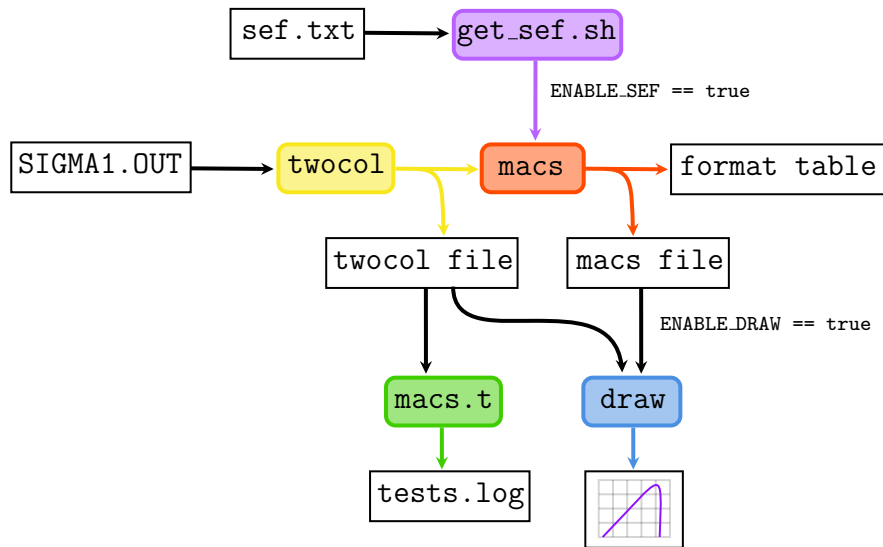 sef.txt
get_sef.sh
ENABLE_SEF == true
SIGMA1.OUT
twocol
macs
format table
twocol file
macs file
ENABLE_DRAW == true
macs.t
draw
tests.log